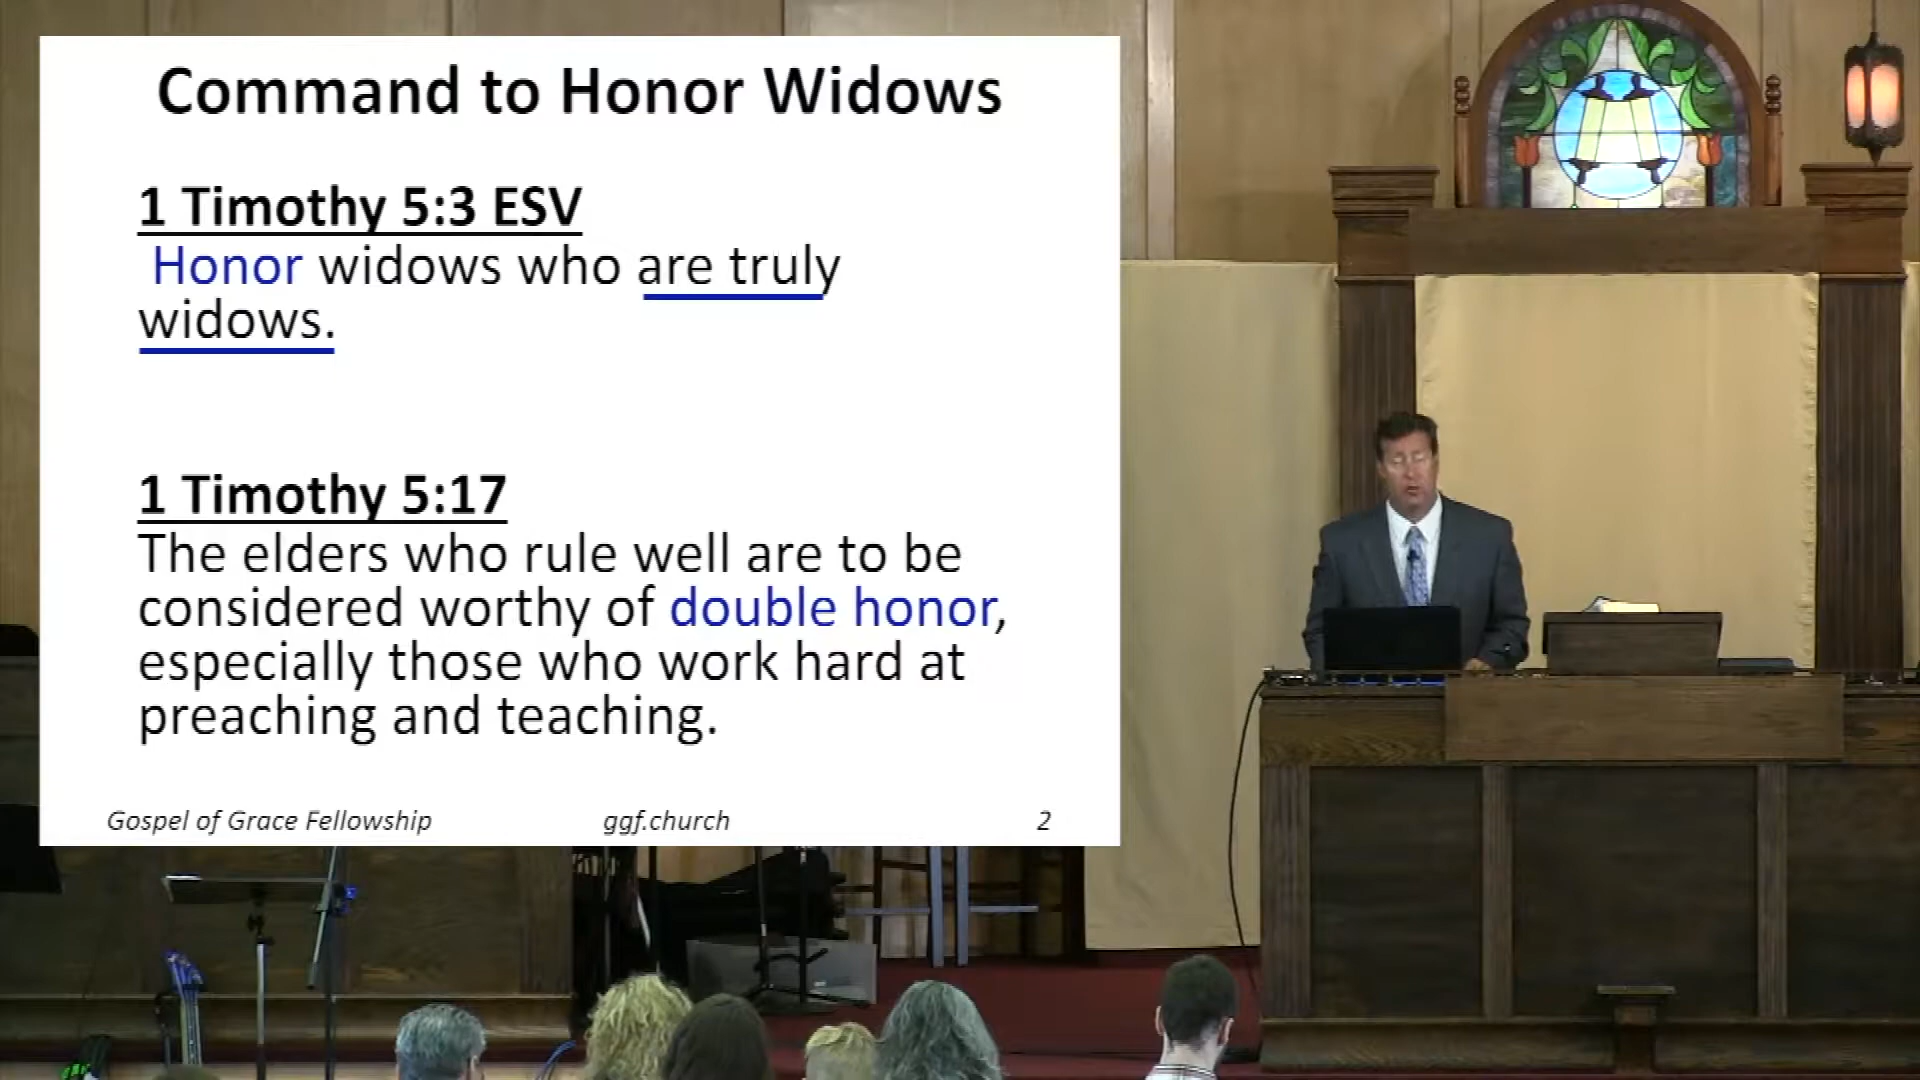 Command to Honor Widows
1 Timothy 5:3 ESV
Honor widows who are truly
widows.
1 Timothy 5:17
The elders who rule well are to be
considered worthy of double honor,
especially those who work hard at
preaching and teaching.
Gospel of Grace Fellowship ggf.church 2